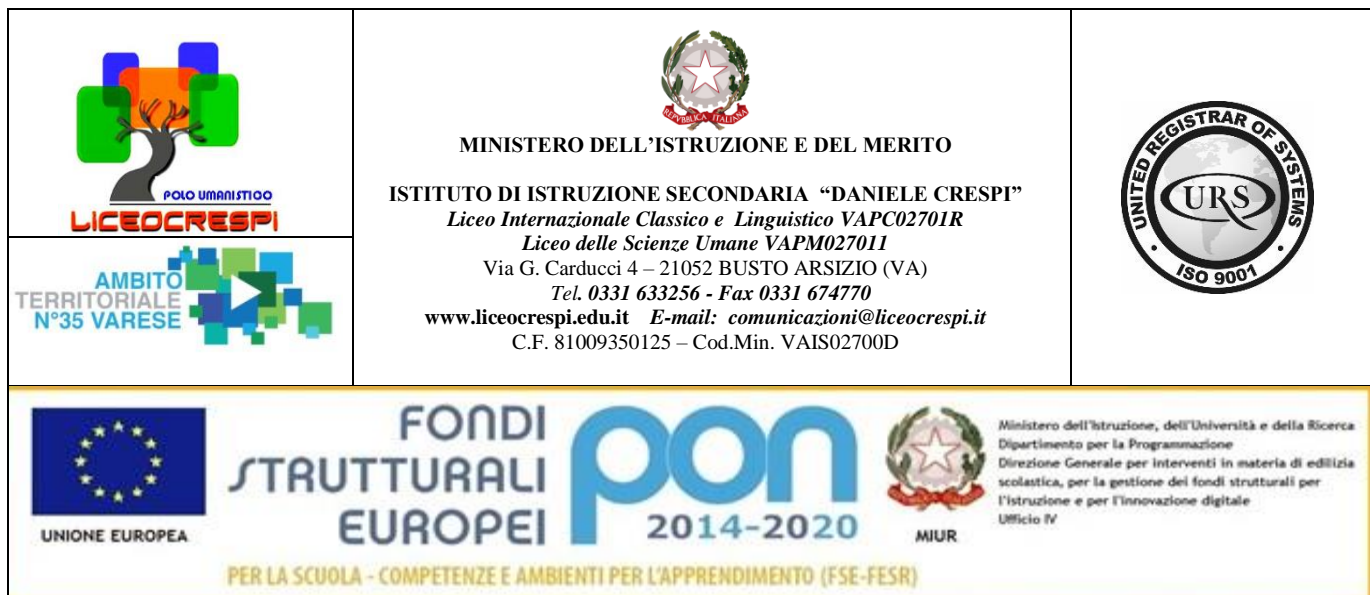 POLO UMANISTICO
LICEOCRESPI
AMBITO
TERRITORIALE
N°35 VARESE
REPVBBLICA ITALIANA
MINISTERO DELL’ISTRUZIONE E DEL MERITO
ISTITUTO DI ISTRUZIONE SECONDARIA “DANIELE CRESPI”
Liceo Internazionale Classico e Linguistico VAPC02701R
Liceo delle Scienze Umane VAPM027011
Via G. Carducci 4 – 21052 BUSTO ARSIZIO (VA)
Tel. 0331 633256 - Fax 0331 674770
www.liceocrespi.edu.it E-mail: comunicazioni@liceocrespi.it
C.F. 81009350125 – Cod.Min. VAIS02700D
UNITED REGISTRAR OF SYSTEMS
URS
ISO 9001
UNIONE EUROPEA
FONDI
STRUTTURALI
EUROPEI
pon
2014-2020
MIUR
Ministero dell'Istruzione, dell'Università e della Ricerca
Dipartimento per la Programmazione
Direzione Generale per interventi in materia di edilizia
scolastica, per la gestione dei fondi strutturali per
l'istruzione e per l'innovazione digitale
Ufficio IV
PER LA SCUOLA - COMPETENZE E AMBIENTI PER L'APPRENDIMENTO (FSE-FESR)